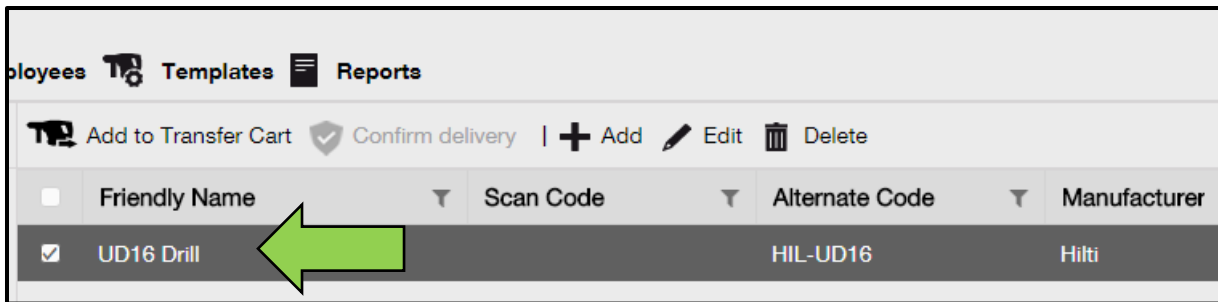 ployees Templates Reports
Add to Transfer Cart Confirm delivery | Add Edit Delete
Friendly Name Scan Code Alternate Code Manufacturer
UD16 Drill HIL-UD16 Hilti